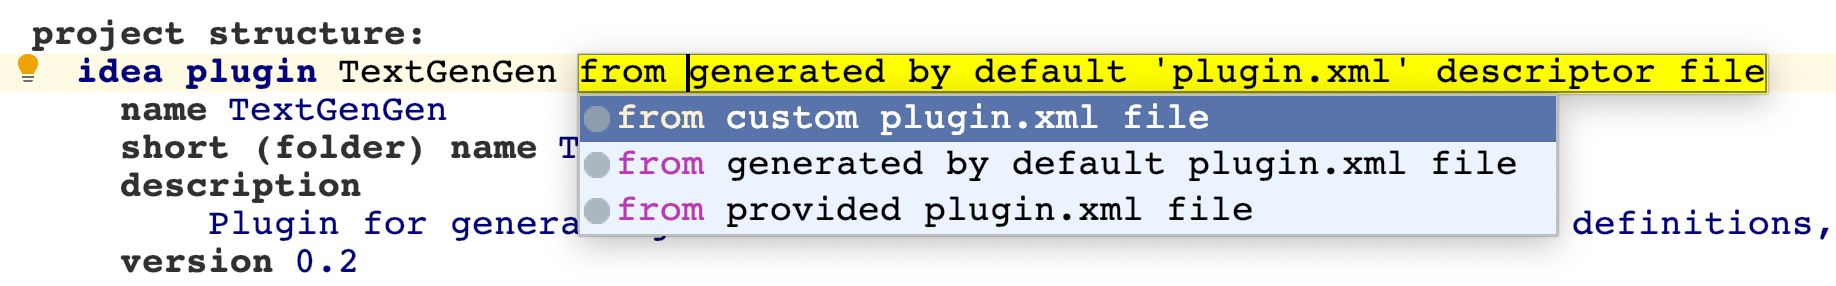 project structure:
idea plugin TextGenGen from generated by default 'plugin.xml' descriptor file
name TextGenGen
from custom plugin.xml file
short (folder) name
from generated by default plugin.xml file
description
from provided plugin.xml file
Plugin for definitions,
version 0.2